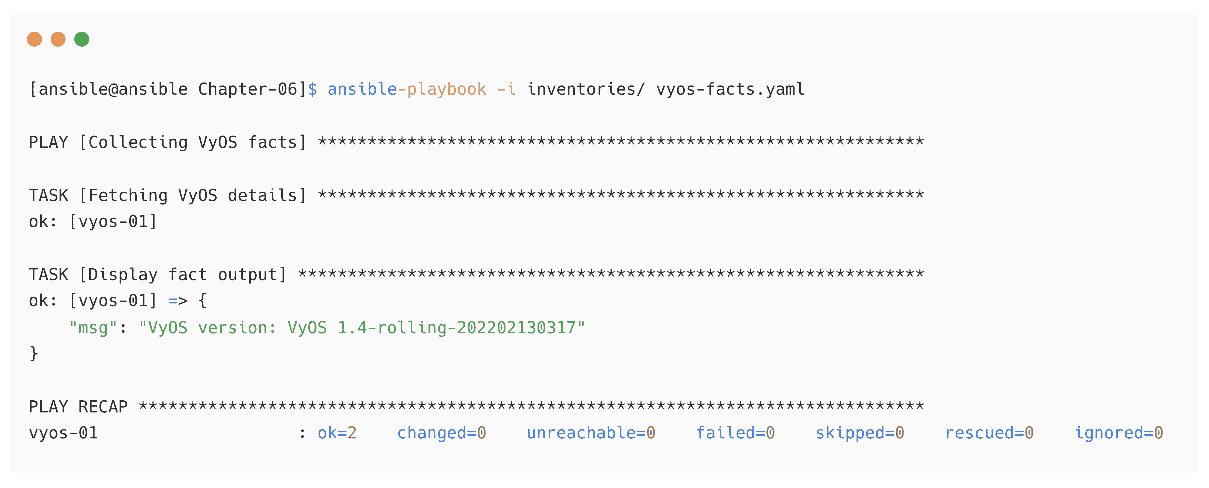 [ansible@ansible Chapter-06]$ ansible-playbook -i inventories/ vyos-facts.yaml
PLAY [Collecting VyOS facts] *************************************************************
TASK [Fetching VyOS details] *************************************************************
ok: [vyos-01]
TASK [Display fact output] ***************************************************************
ok: [vyos-01] => {
    "msg": "VyOS version: VyOS 1.4-rolling-202202130317"
}
PLAY RECAP *******************************************************************************
vyos-01                    : ok=2    changed=0    unreachable=0    failed=0    skipped=0    rescued=0    ignored=0